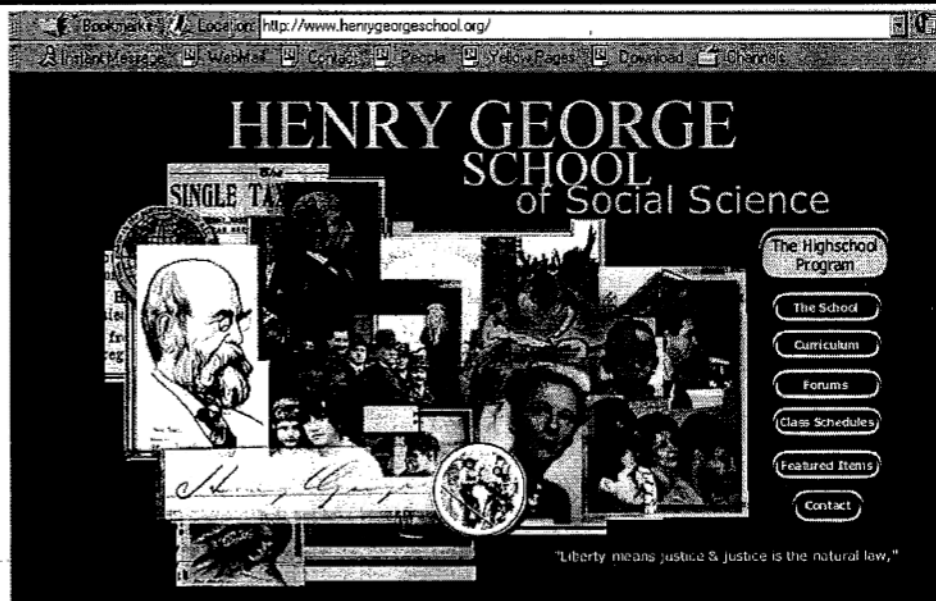 Bookmarks Location: http://www.henrygeorgeschool.org/
Instant Message WebMail Contact People Yellow Pages Download Channels
HENRY GEORGE
SCHOOL
of Social Science
SINGLE TAX
The Highschool
Program
The School
Curriculum
Forums
Class Schedules
Featured Items
Contact
Henry George
"Liberty means justice & justice is the natural law,"